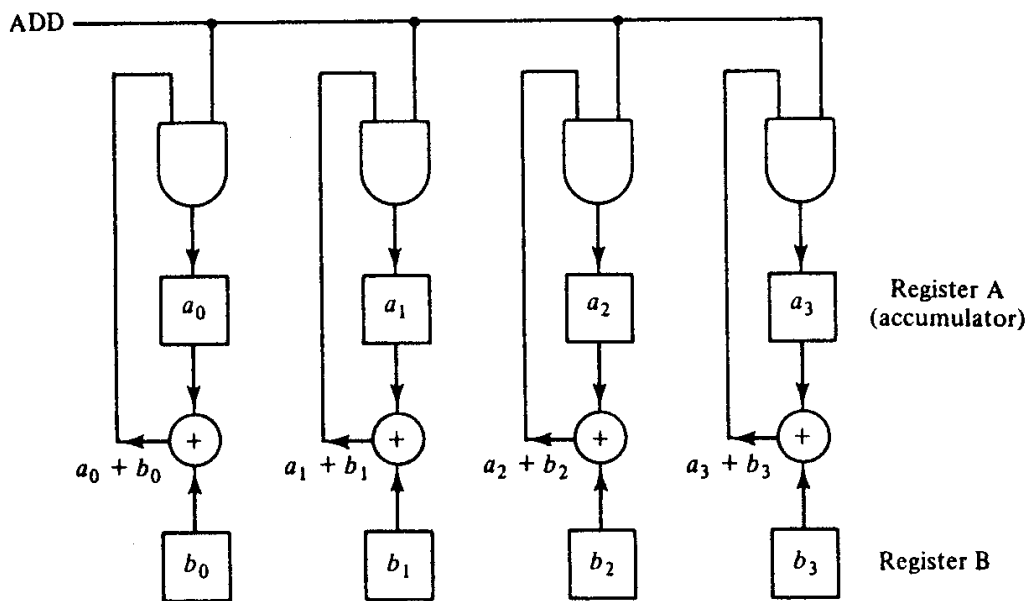 ADD
a₀ a₁ a₂ a₃
Register A
(accumulator)
+ + + +
a₀ + b₀ a₁ + b₁ a₂ + b₂ a₃ + b₃
b₀ b₁ b₂ b₃
Register B